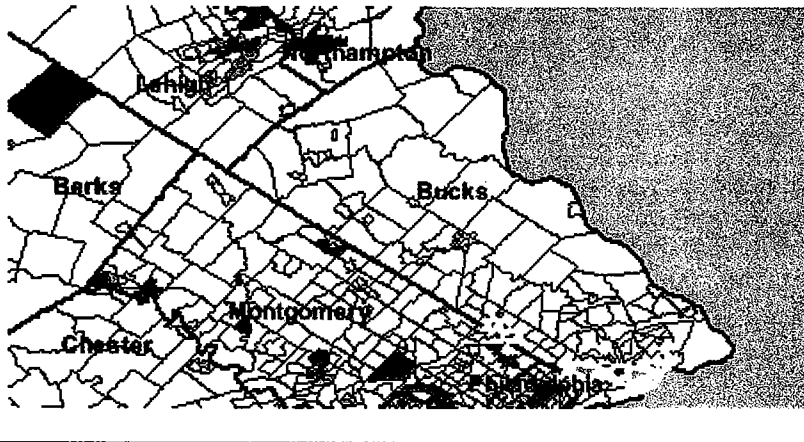 Northampton
Lehigh
Berks
Bucks
Montgomery
Chester
Philadelphia